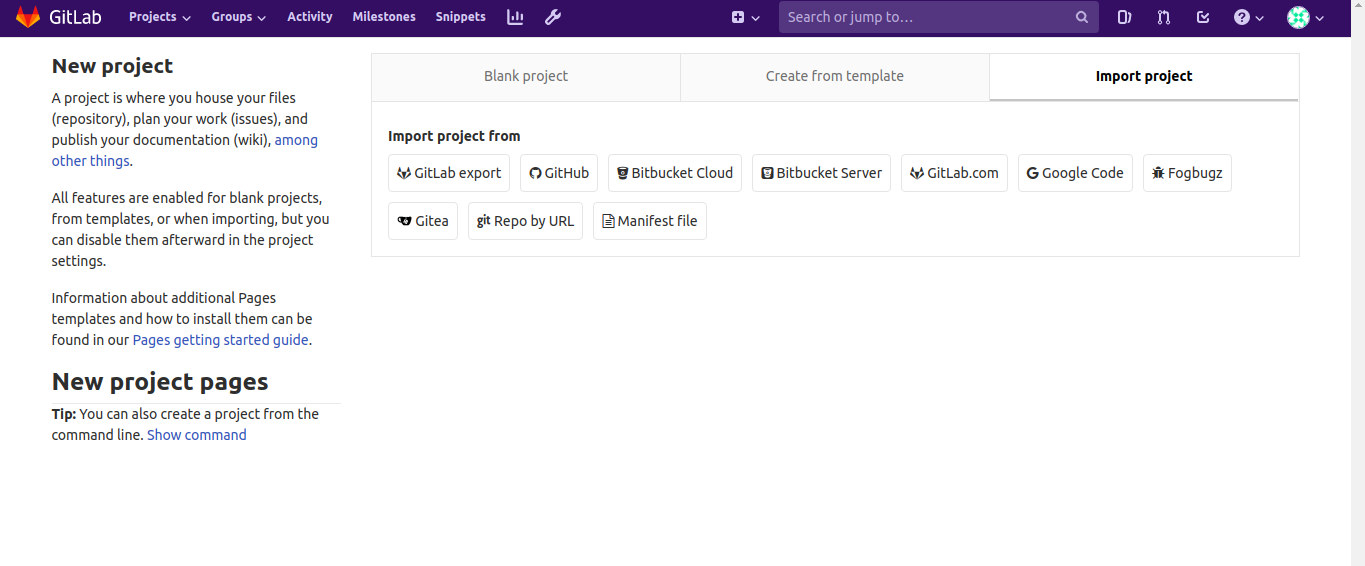 GitLab Projects Groups Activity Milestones Snippets Search or jump to...
New project
A project is where you house your files
(repository), plan your work (issues), and
publish your documentation (wiki), among
other things.
All features are enabled for blank projects,
from templates, or when importing, but you
can disable them afterward in the project
settings.
Information about additional Pages
templates and how to install them can be
found in our Pages getting started guide.
New project pages
Tip: You can also create a project from the
command line. Show command
Blank project Create from template Import project
Import project from
GitLab export GitHub Bitbucket Cloud Bitbucket Server GitLab.com Google Code Fogbugz
Gitea git Repo by URL Manifest file